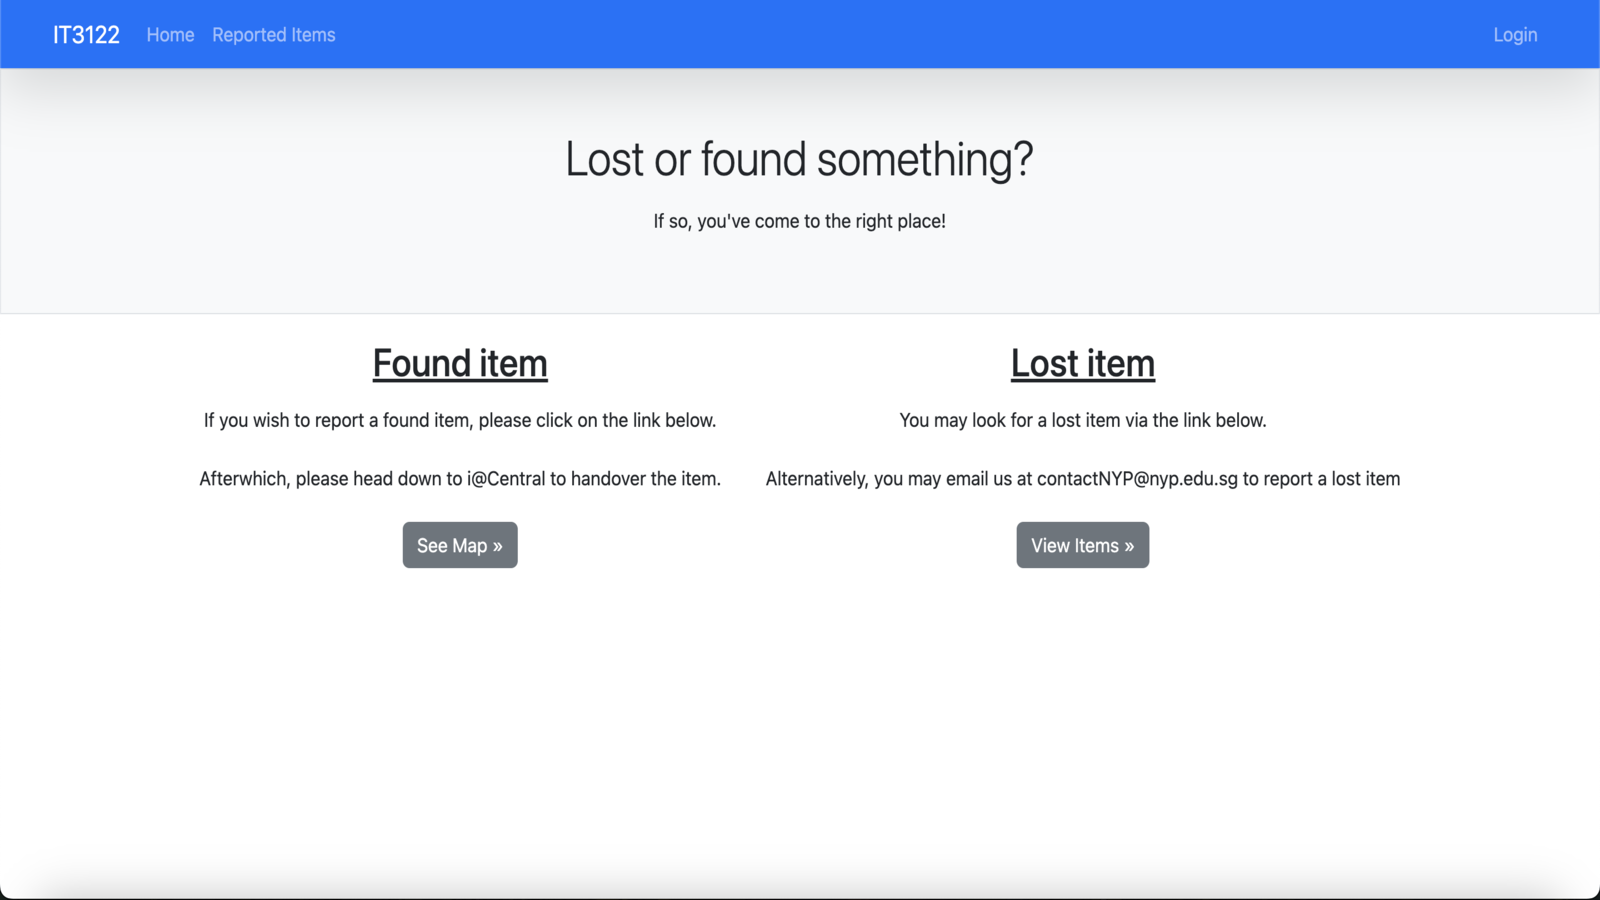 IT3122 Home Reported Items Login
Lost or found something?
If so, you've come to the right place!
Found item
If you wish to report a found item, please click on the link below.
Afterwhich, please head down to i@Central to handover the item.
See Map »
Lost item
You may look for a lost item via the link below.
Alternatively, you may email us at contactNYP@nyp.edu.sg to report a lost item
View Items »